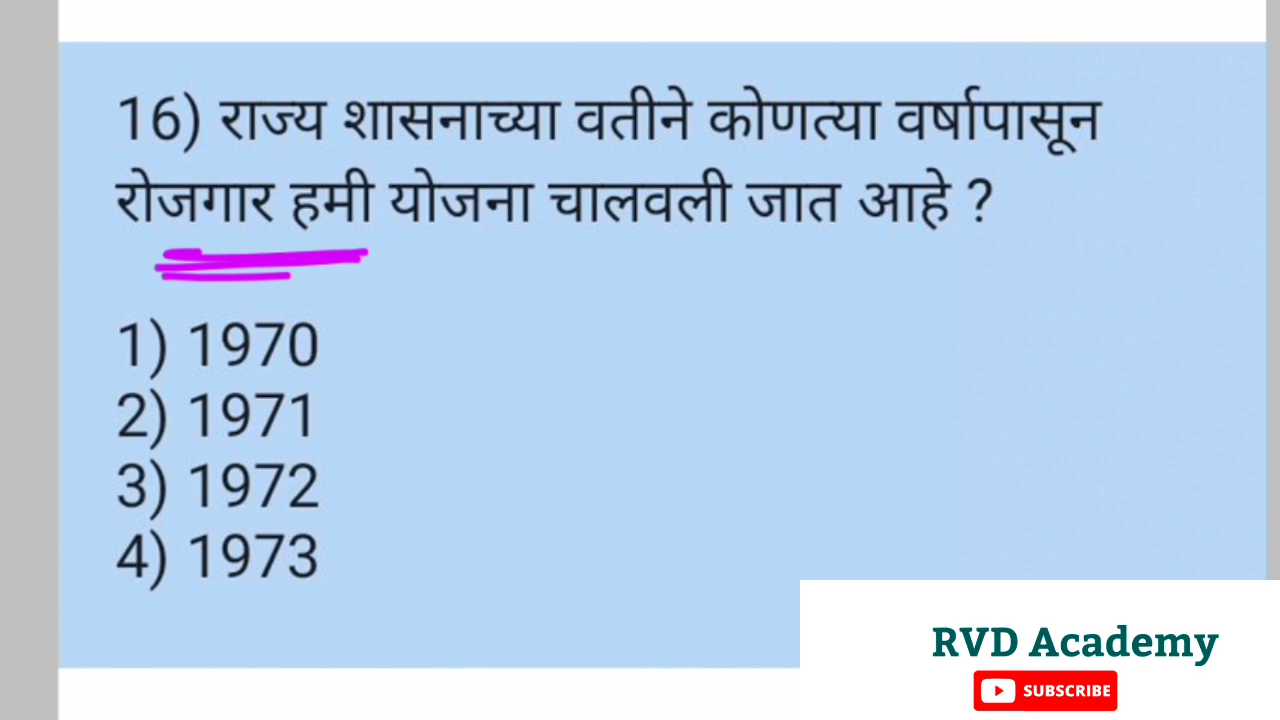 16) राज्य शासनाच्या वतीने कोणत्या वर्षापासून
रोजगार हमी योजना चालवली जात आहे ?
1) 1970
2) 1971
3) 1972
4) 1973
RVD Academy
SUBSCRIBE